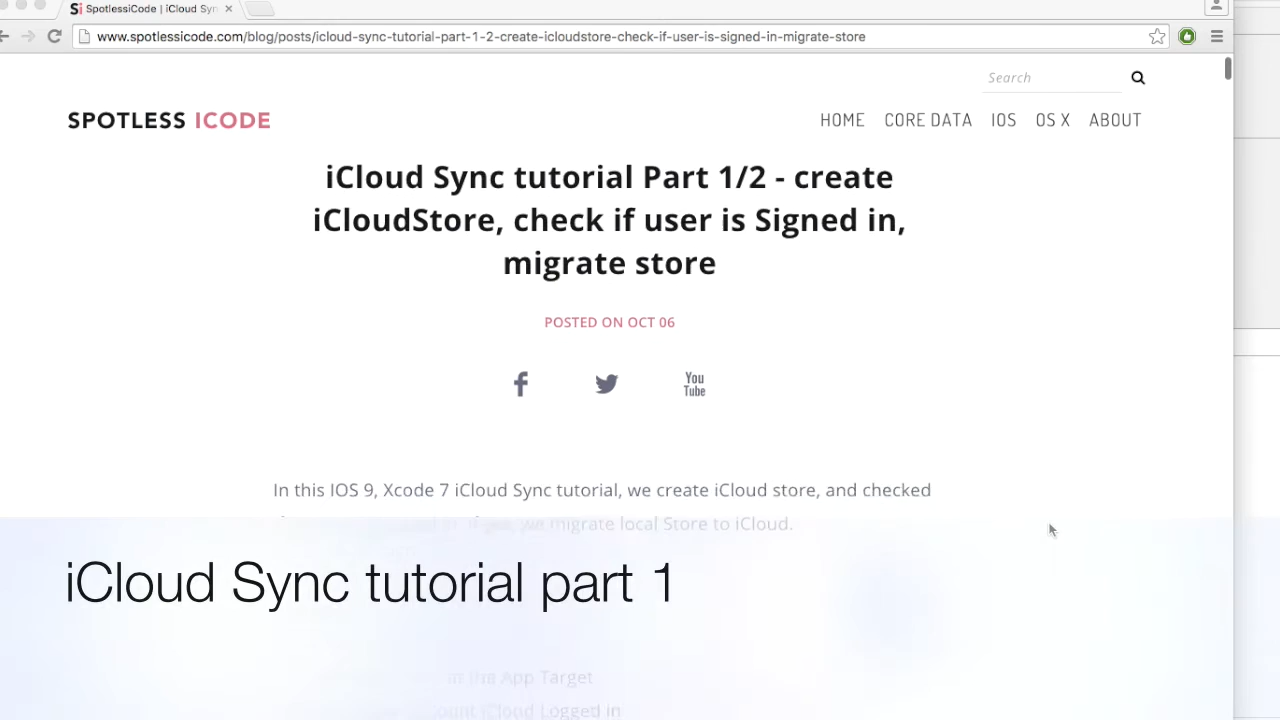 SpotlessiCode | iCloud Syn
www.spotlessicode.com/blog/posts/icloud-sync-tutorial-part-1-2-create-icloudstore-check-if-user-is-signed-in-migrate-store
Search
SPOTLESS ICODE
HOME CORE DATA IOS OS X ABOUT
iCloud Sync tutorial Part 1/2 - create
iCloudStore, check if user is Signed in,
migrate store
POSTED ON OCT 06
You
Tube
In this IOS 9, Xcode 7 iCloud Sync tutorial, we create iCloud store, and checked
we migrate local Store to iCloud.
iCloud Sync tutorial part 1
the App Target
iCloud Logged in